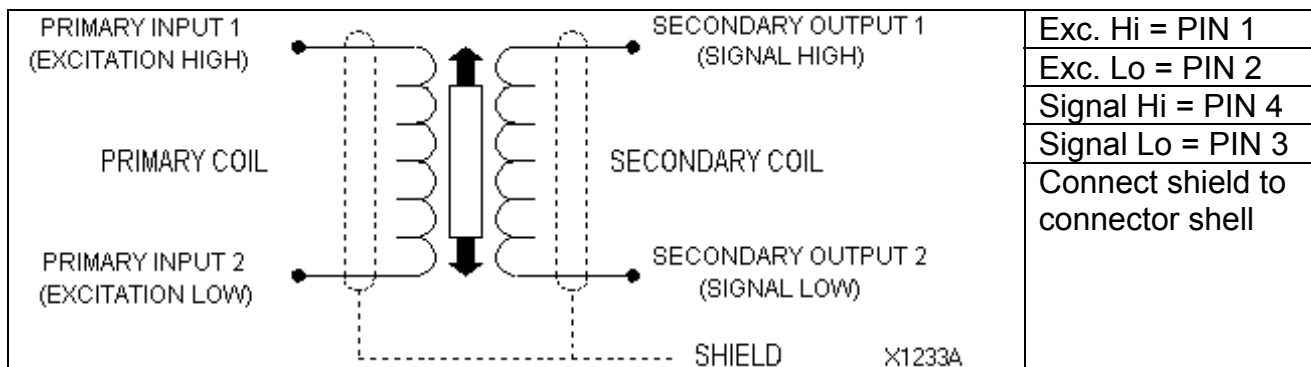 PRIMARY INPUT 1
(EXCITATION HIGH)
SECONDARY OUTPUT 1
(SIGNAL HIGH)
PRIMARY COIL
SECONDARY COIL
PRIMARY INPUT 2
(EXCITATION LOW)
SECONDARY OUTPUT 2
(SIGNAL LOW)
SHIELD
X1233A
Exc. Hi = PIN 1
Exc. Lo = PIN 2
Signal Hi = PIN 4
Signal Lo = PIN 3
Connect shield to
connector shell